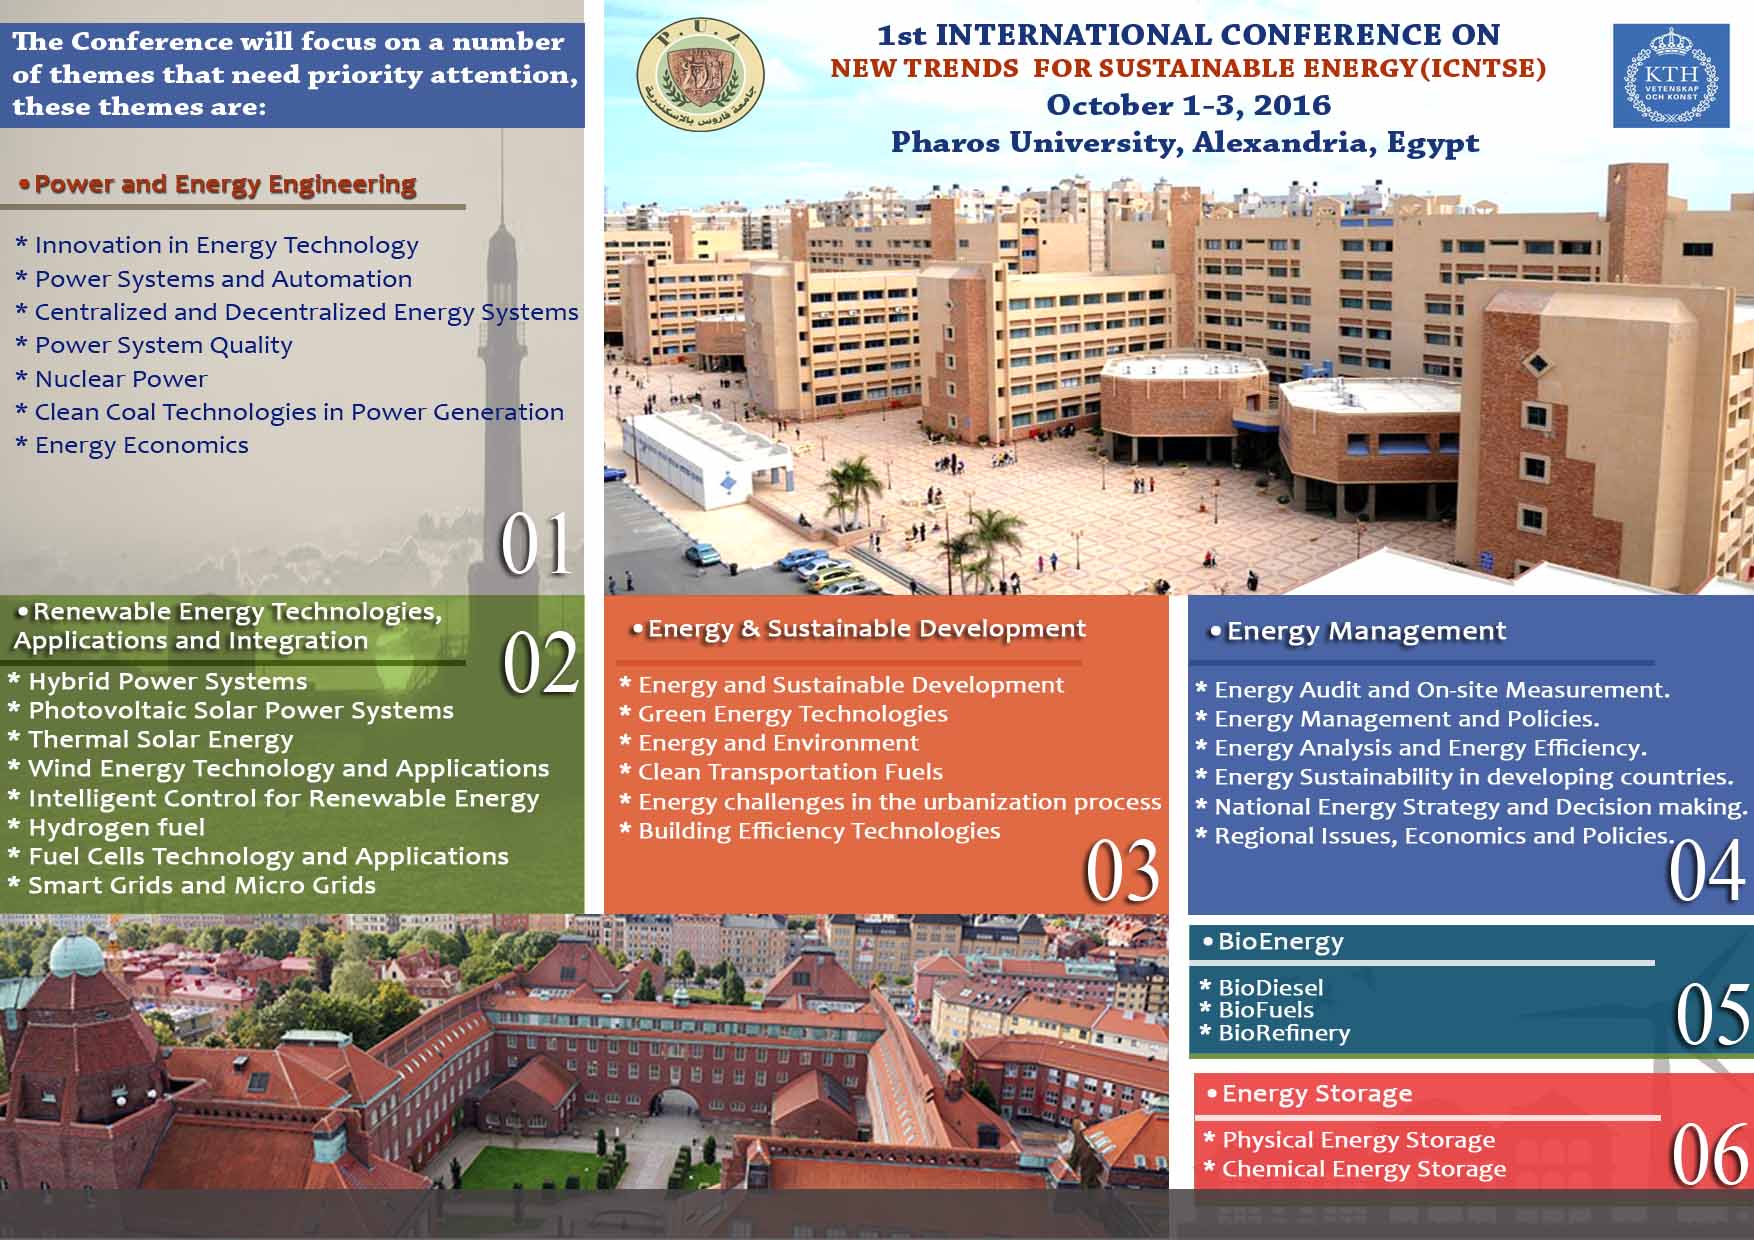 The Conference will focus on a number
of themes that need priority attention,
these themes are:
•Power and Energy Engineering
* Innovation in Energy Technology
* Power Systems and Automation
* Centralized and Decentralized Energy Systems
* Power System Quality
* Nuclear Power
* Clean Coal Technologies in Power Generation
* Energy Economics
01
P.U.A
جامعة فاروس بالإسكندرية
1st INTERNATIONAL CONFERENCE ON
NEW TRENDS FOR SUSTAINABLE ENERGY(ICNTSE)
October 1-3, 2016
Pharos University, Alexandria, Egypt
KTH
VETENSKAP
OCH KONST
•Renewable Energy Technologies,
Applications and Integration
02
* Hybrid Power Systems
* Photovoltaic Solar Power Systems
* Thermal Solar Energy
* Wind Energy Technology and Applications
* Intelligent Control for Renewable Energy
* Hydrogen fuel
* Fuel Cells Technology and Applications
* Smart Grids and Micro Grids
•Energy & Sustainable Development
* Energy and Sustainable Development
* Green Energy Technologies
* Energy and Environment
* Clean Transportation Fuels
* Energy challenges in the urbanization process
* Building Efficiency Technologies
03
•Energy Management
* Energy Audit and On-site Measurement.
* Energy Management and Policies.
* Energy Analysis and Energy Efficiency.
* Energy Sustainability in developing countries.
* National Energy Strategy and Decision making.
* Regional Issues, Economics and Policies.
04
•BioEnergy
* BioDiesel
* BioFuels
* BioRefinery
05
•Energy Storage
* Physical Energy Storage
* Chemical Energy Storage
06